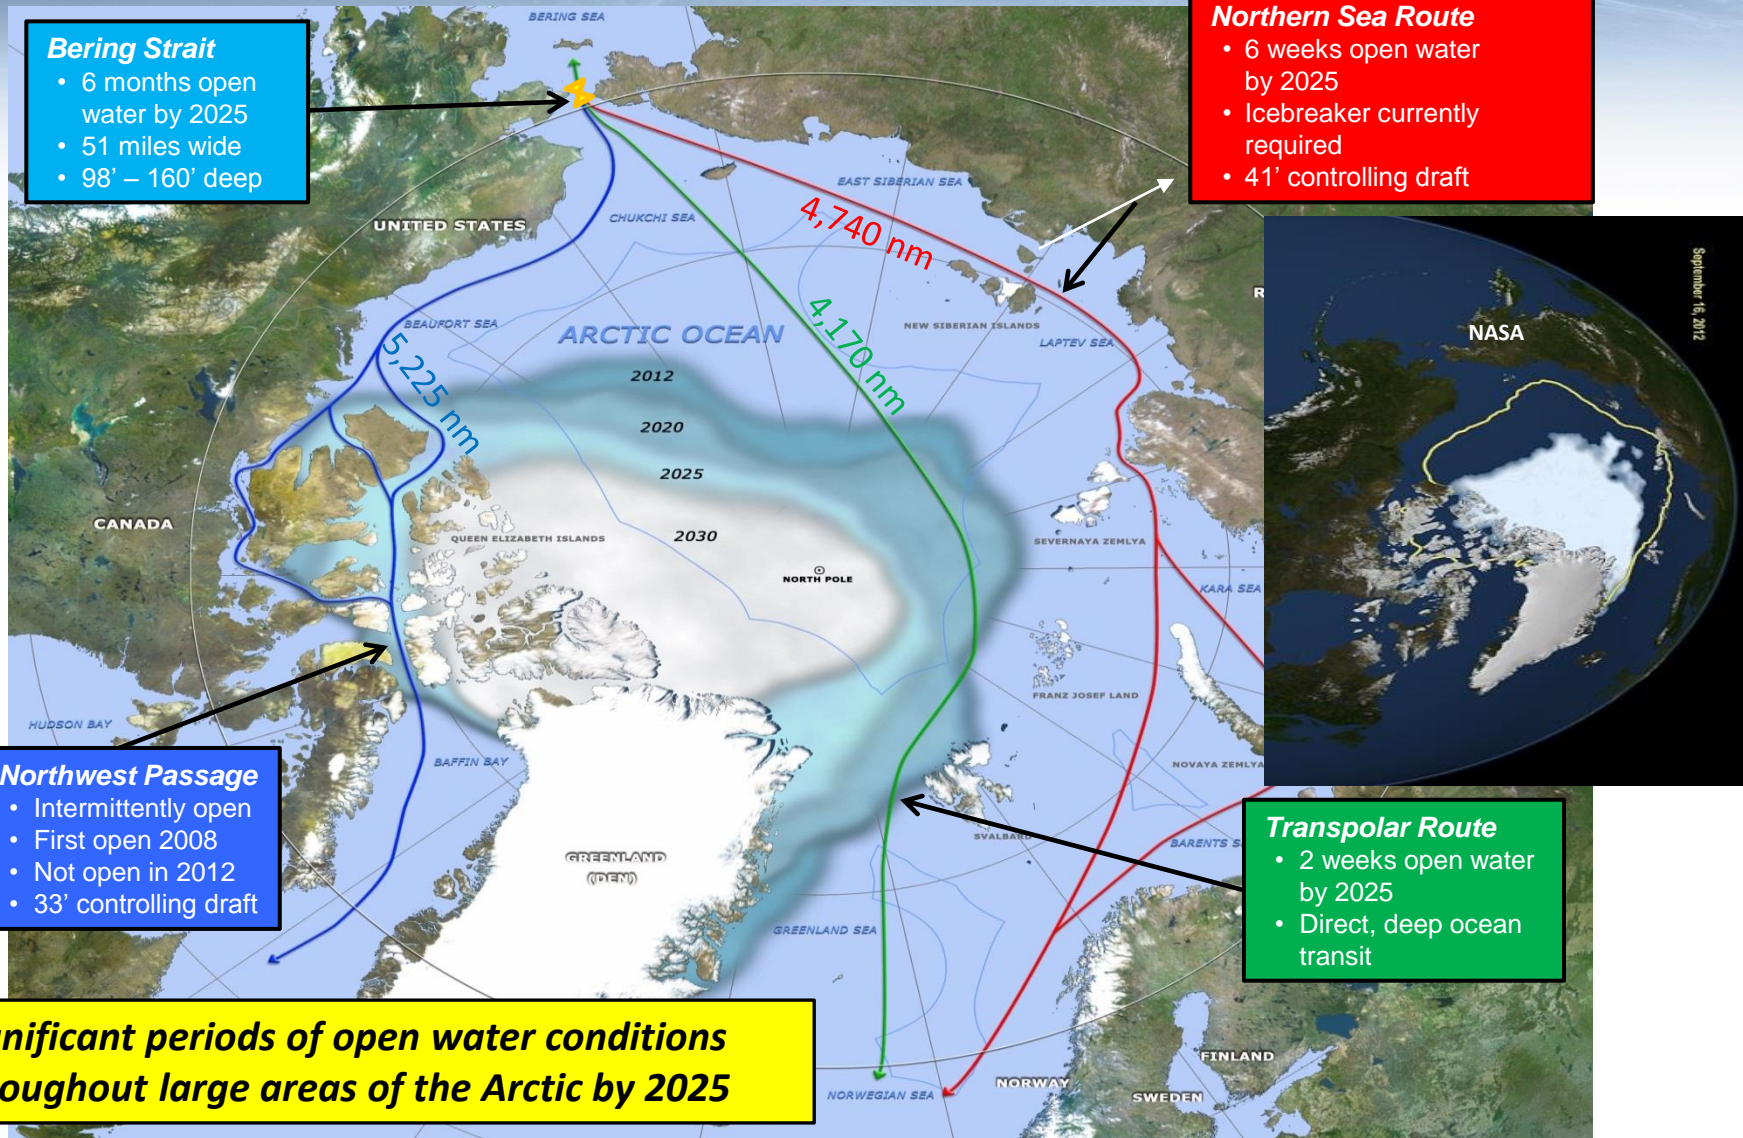 BERING SEA
Bering Strait
• 6 months open
water by 2025
• 51 miles wide
• 98’ – 160’ deep
Northern Sea Route
• 6 weeks open water
by 2025
• Icebreaker currently
required
• 41’ controlling draft
EAST SIBERIAN SEA
4,740 nm
CHUKCHI SEA
UNITED STATES
September 16, 2012
NASA
BEAUFORT SEA
ARCTIC OCEAN
NEW SIBERIAN ISLANDS
LAPTEV SEA
R
5,225 nm
4,170 nm
2012
2020
2025
2030
CANADA
QUEEN ELIZABETH ISLANDS
NORTH POLE
SEVERNAYA ZEMLYA
KARA SEA
FRANZ JOSEF LAND
HUDSON BAY
BAFFIN BAY
NOVAYA ZEMLYA
Northwest Passage
• Intermittently open
• First open 2008
• Not open in 2012
• 33’ controlling draft
GREENLAND
(DEN)
SVALBARD
BARENTS S
Transpolar Route
• 2 weeks open water
by 2025
• Direct, deep ocean
transit
GREENLAND SEA
nificant periods of open water conditions
oughout large areas of the Arctic by 2025
NORWEGIAN SEA
NORWAY
SWEDEN
FINLAND